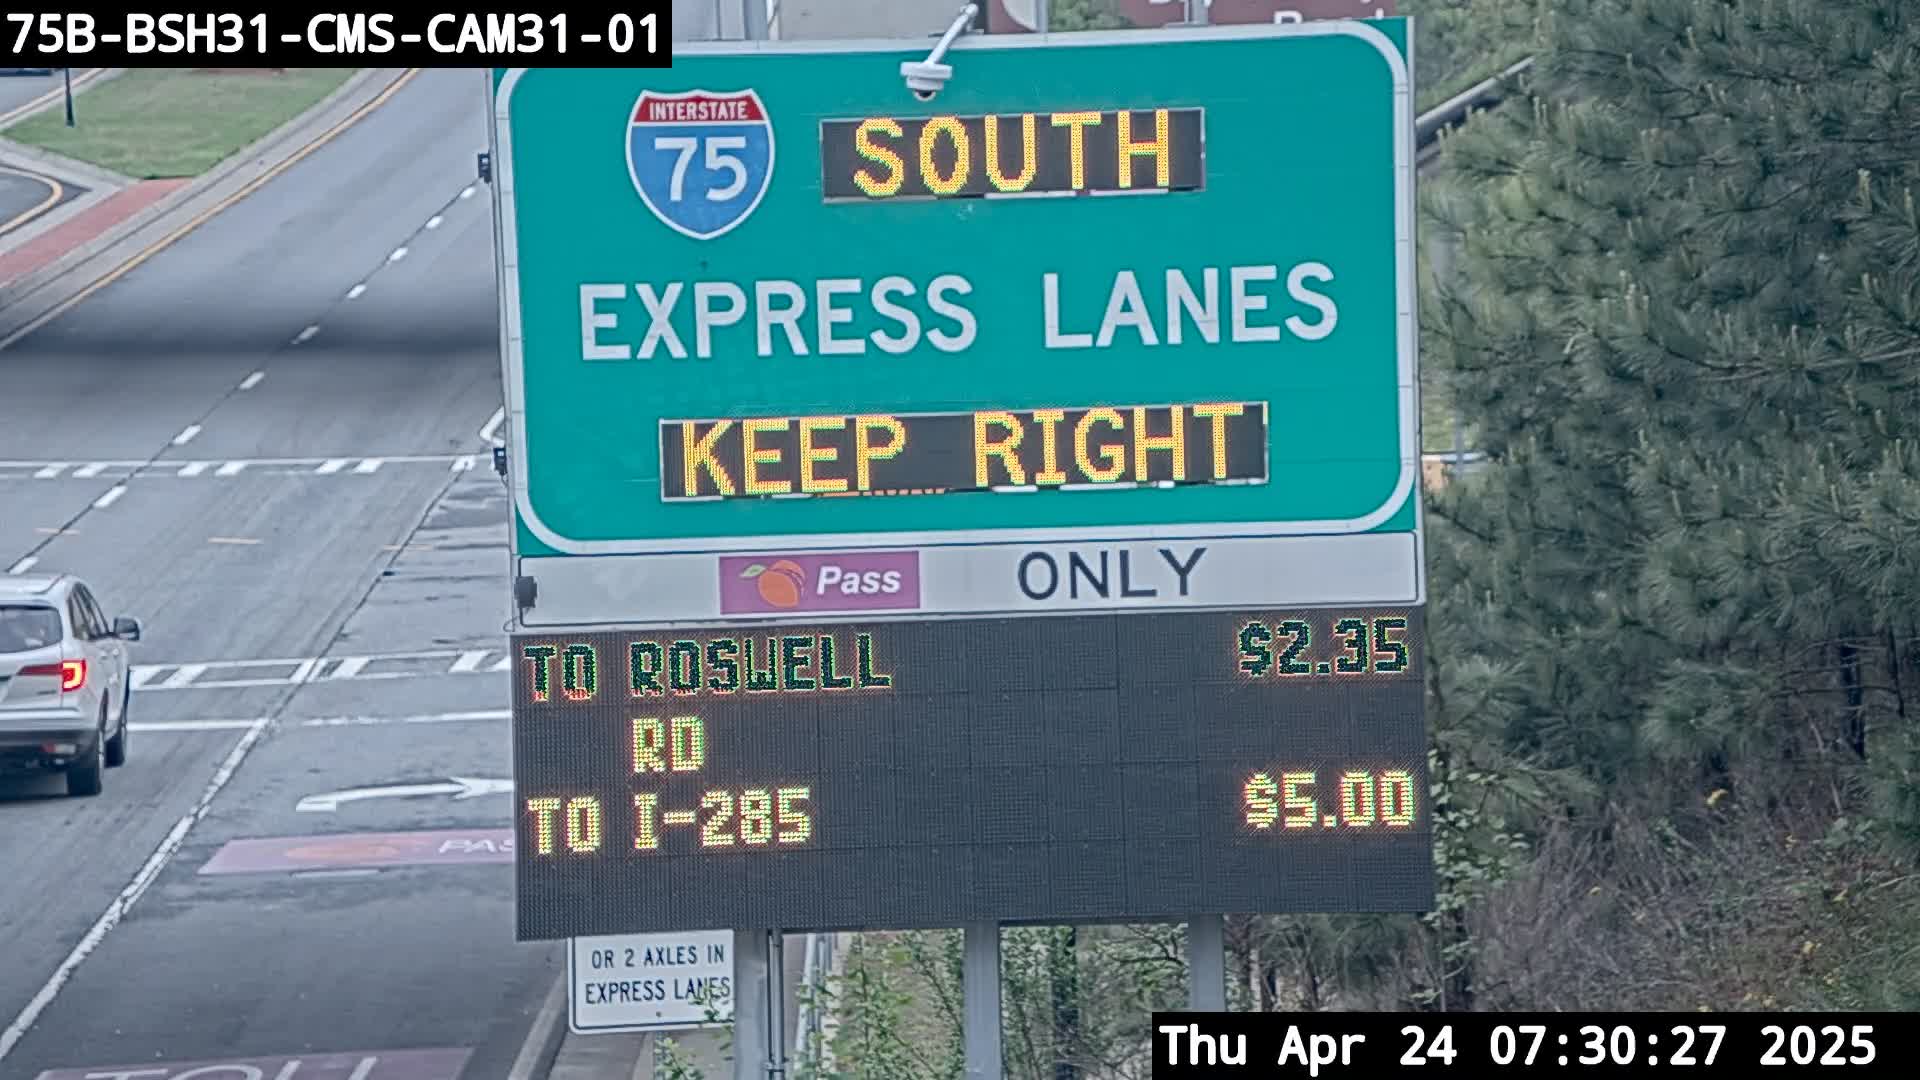 75B-BSH31-CMS-CAM31-01
INTERSTATE
75
SOUTH
EXPRESS LANES
KEEP RIGHT
Pass ONLY
TO ROSWELL $2.35
RD
TO I-285 $5.00
OR 2 AXLES IN
EXPRESS LANES
TOLL
Thu Apr 24 07:30:27 2025